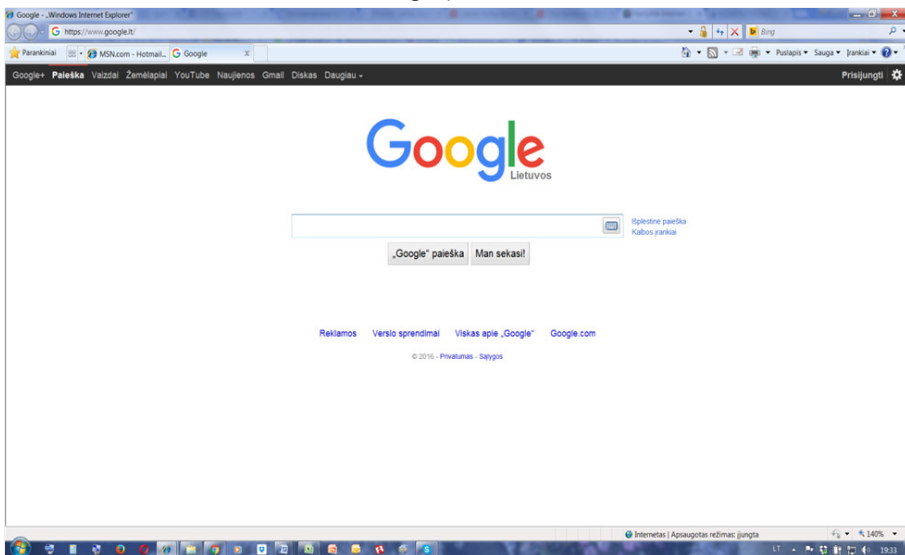 Google - „Windows Internet Explorer“
https://www.google.lt/
Bing
Parankiniai
MSN.com - Hotmail...
Google
X
Puslapis
Sauga
Įrankiai
Google+ Paieška Vaizdai Žemėlapiai YouTube Naujienos Gmail Diskas Daugiau
Prisijungti
Google
Lietuvos
Išplėstinė paieška
Kalbos įrankiai
„Google“ paieška
Man sekasi!
Reklamos Verslo sprendimai Viskas apie „Google“ Google.com
© 2016 - Privatumas - Sąlygos
Internetas | Apsaugotas režimas: įjungta
140%
LT
19:33